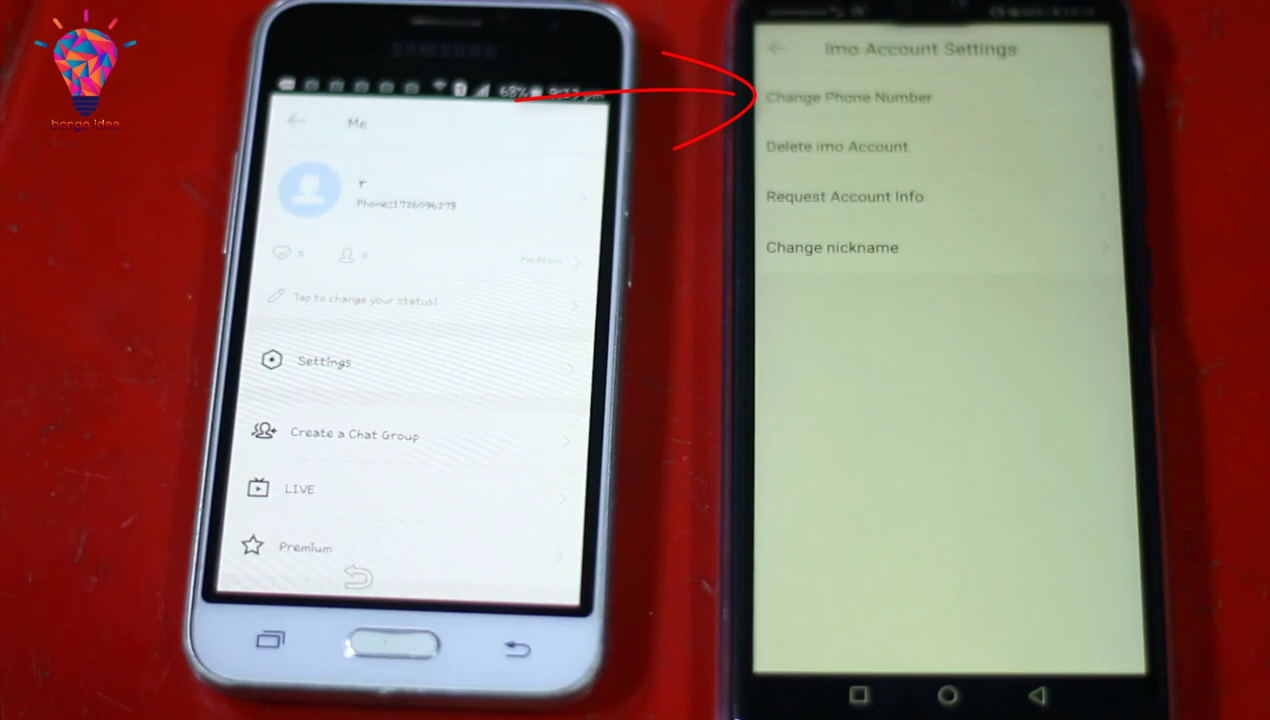 bongo idea
SAMSUNG
68%
Me
r
Phone:1726096278
0
0
Redeem
Tap to change your status!
Settings
Create a Chat Group
LIVE
Premium
Imo Account Settings
Change Phone Number
Delete imo Account
Request Account Info
Change nickname